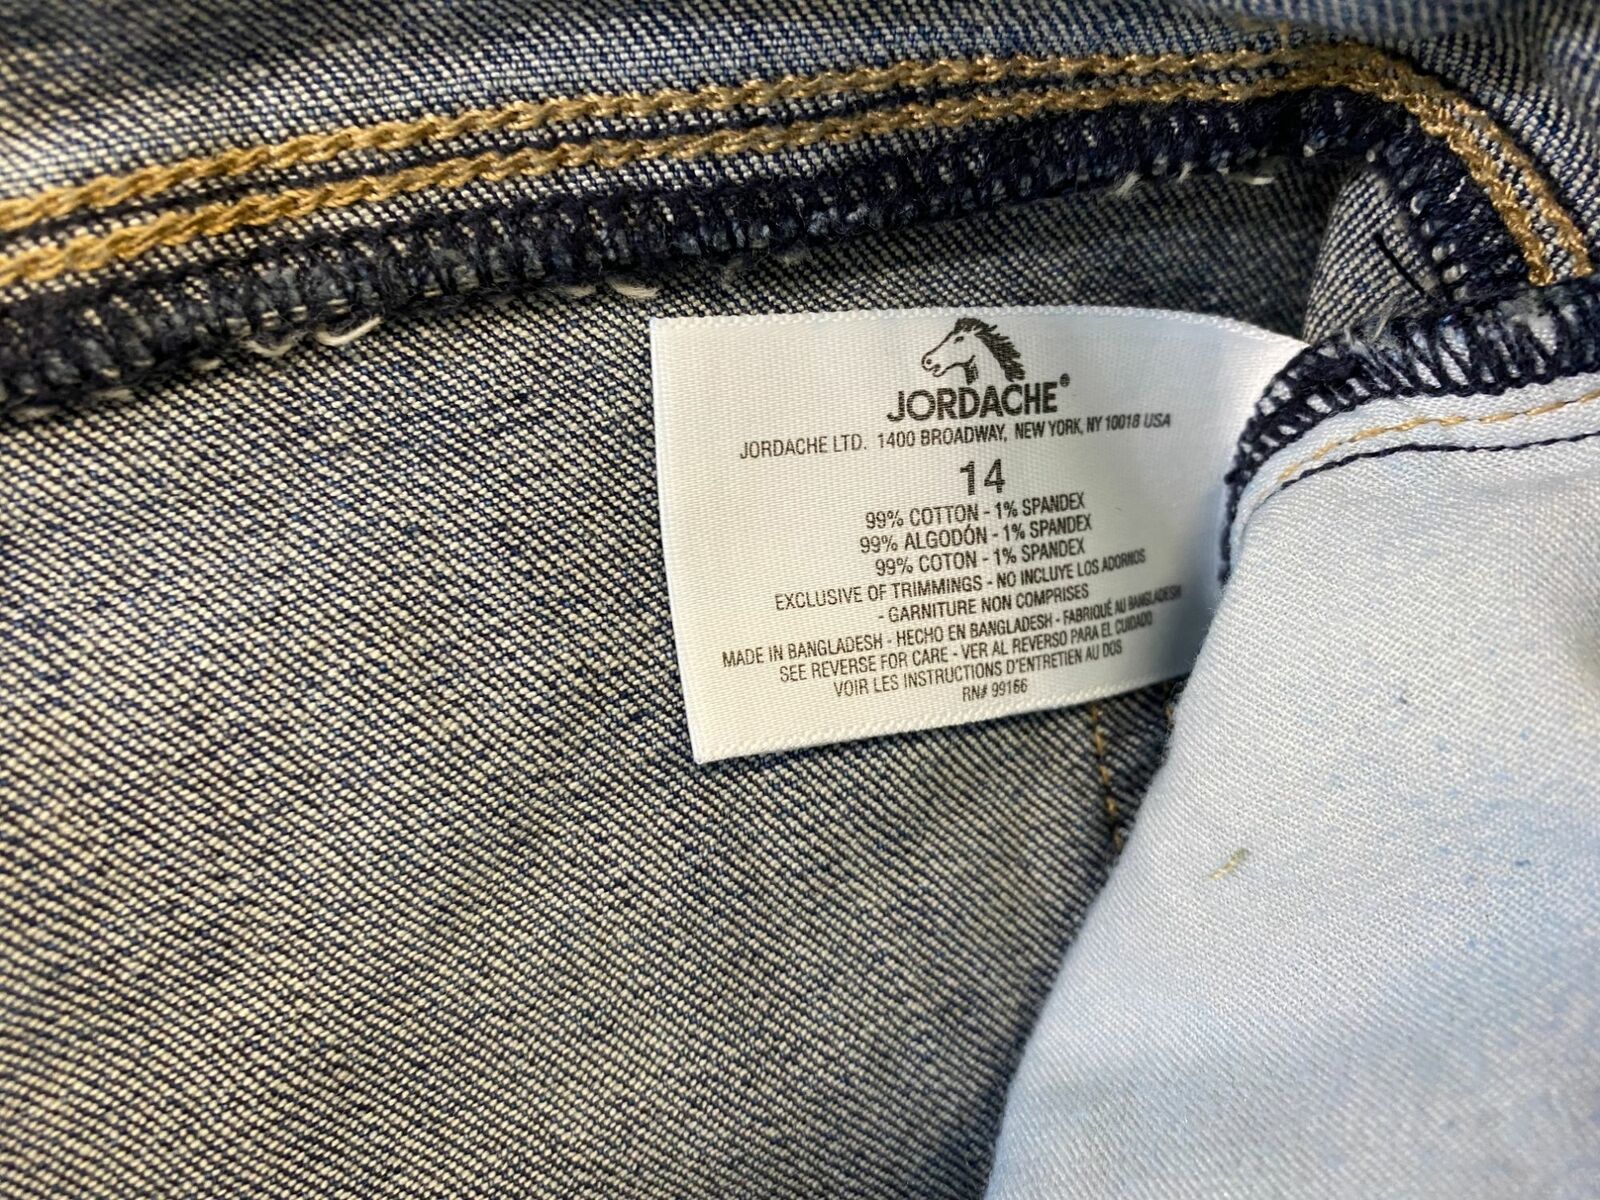 JORDACHE®
JORDACHE LTD. 1400 BROADWAY, NEW YORK, NY 10018 USA
14
99% COTTON - 1% SPANDEX
99% ALGODÓN - 1% SPANDEX
99% COTON - 1% SPANDEX
EXCLUSIVE OF TRIMMINGS - NO INCLUYE LOS ADORNOS
- GARNITURE NON COMPRISES
MADE IN BANGLADESH - HECHO EN BANGLADESH - FABRIQUÉ AU BANGLADESH
SEE REVERSE FOR CARE - VER AL REVERSO PARA EL CUIDADO
VOIR LES INSTRUCTIONS D'ENTRETIEN AU DOS
RN# 99166